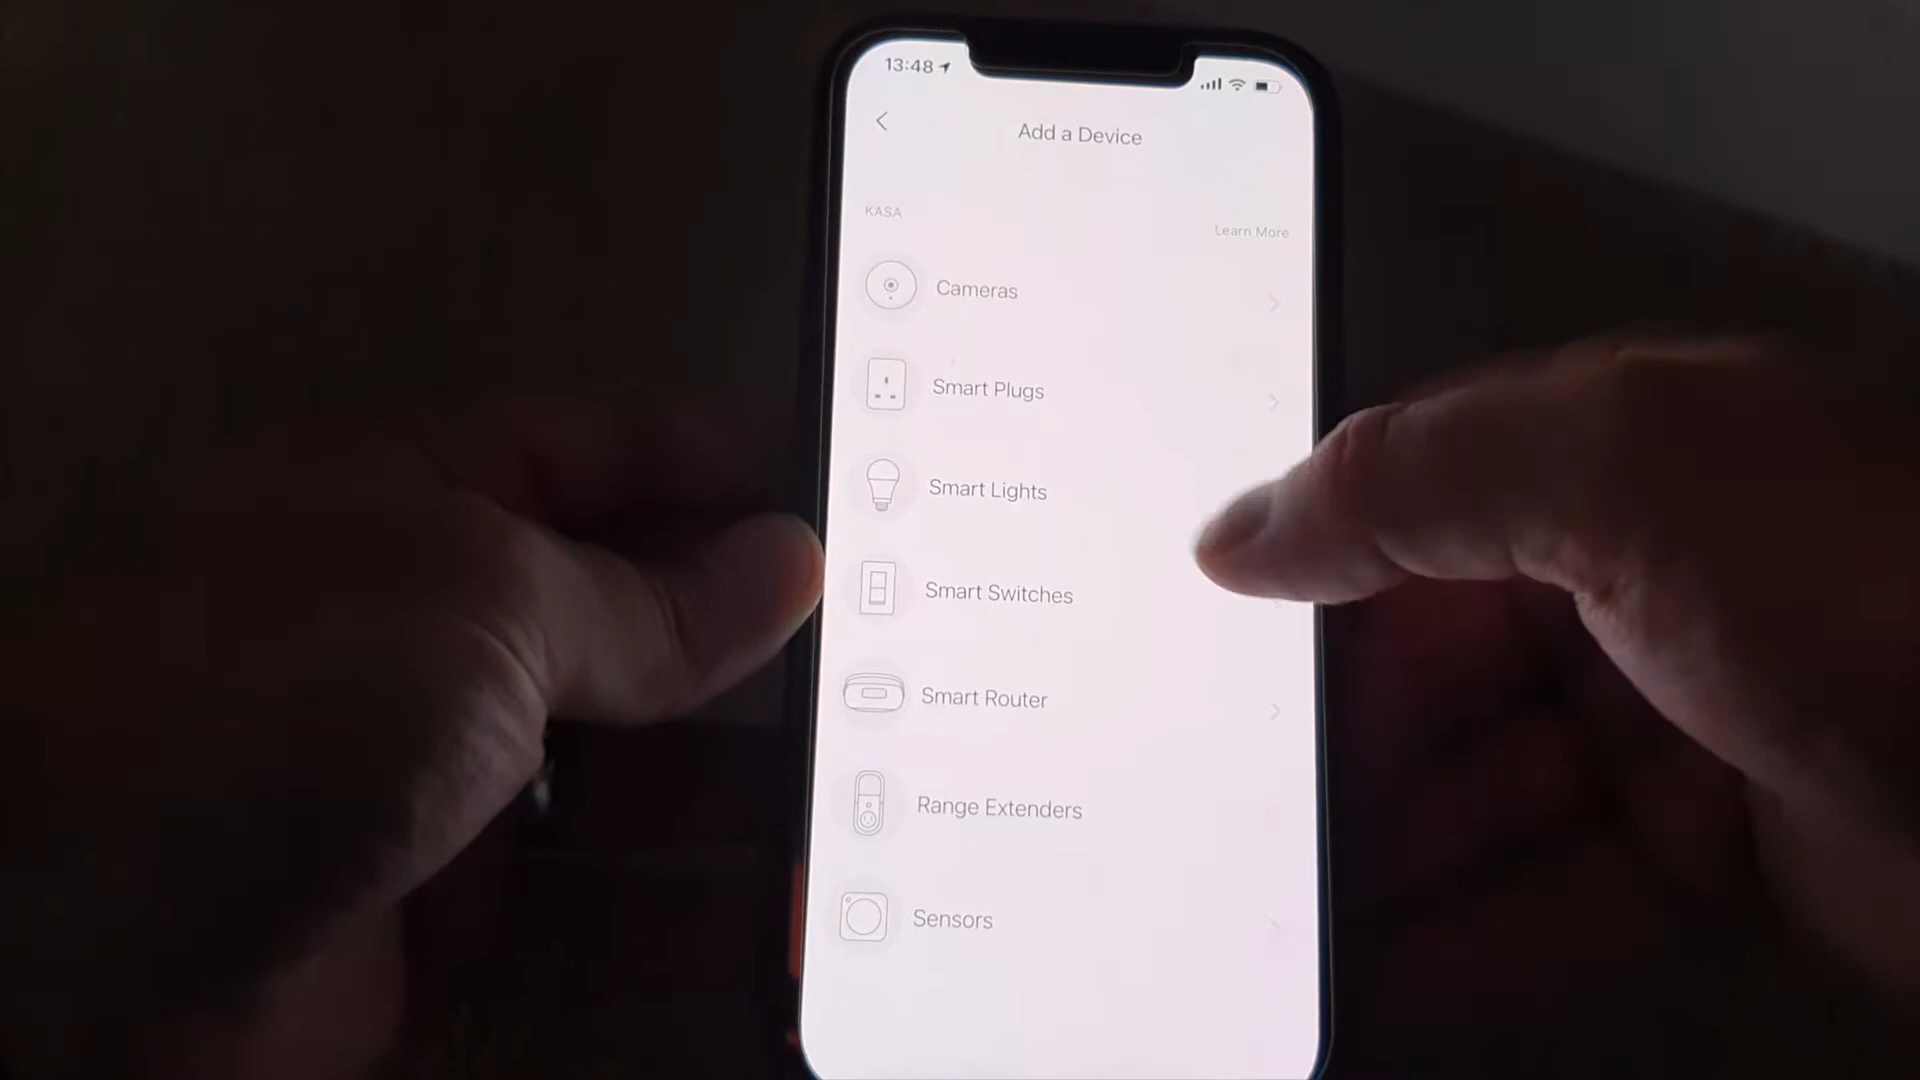 13:48
Add a Device
KASA
Learn More
Cameras
Smart Plugs
Smart Lights
Smart Switches
Smart Router
Range Extenders
Sensors